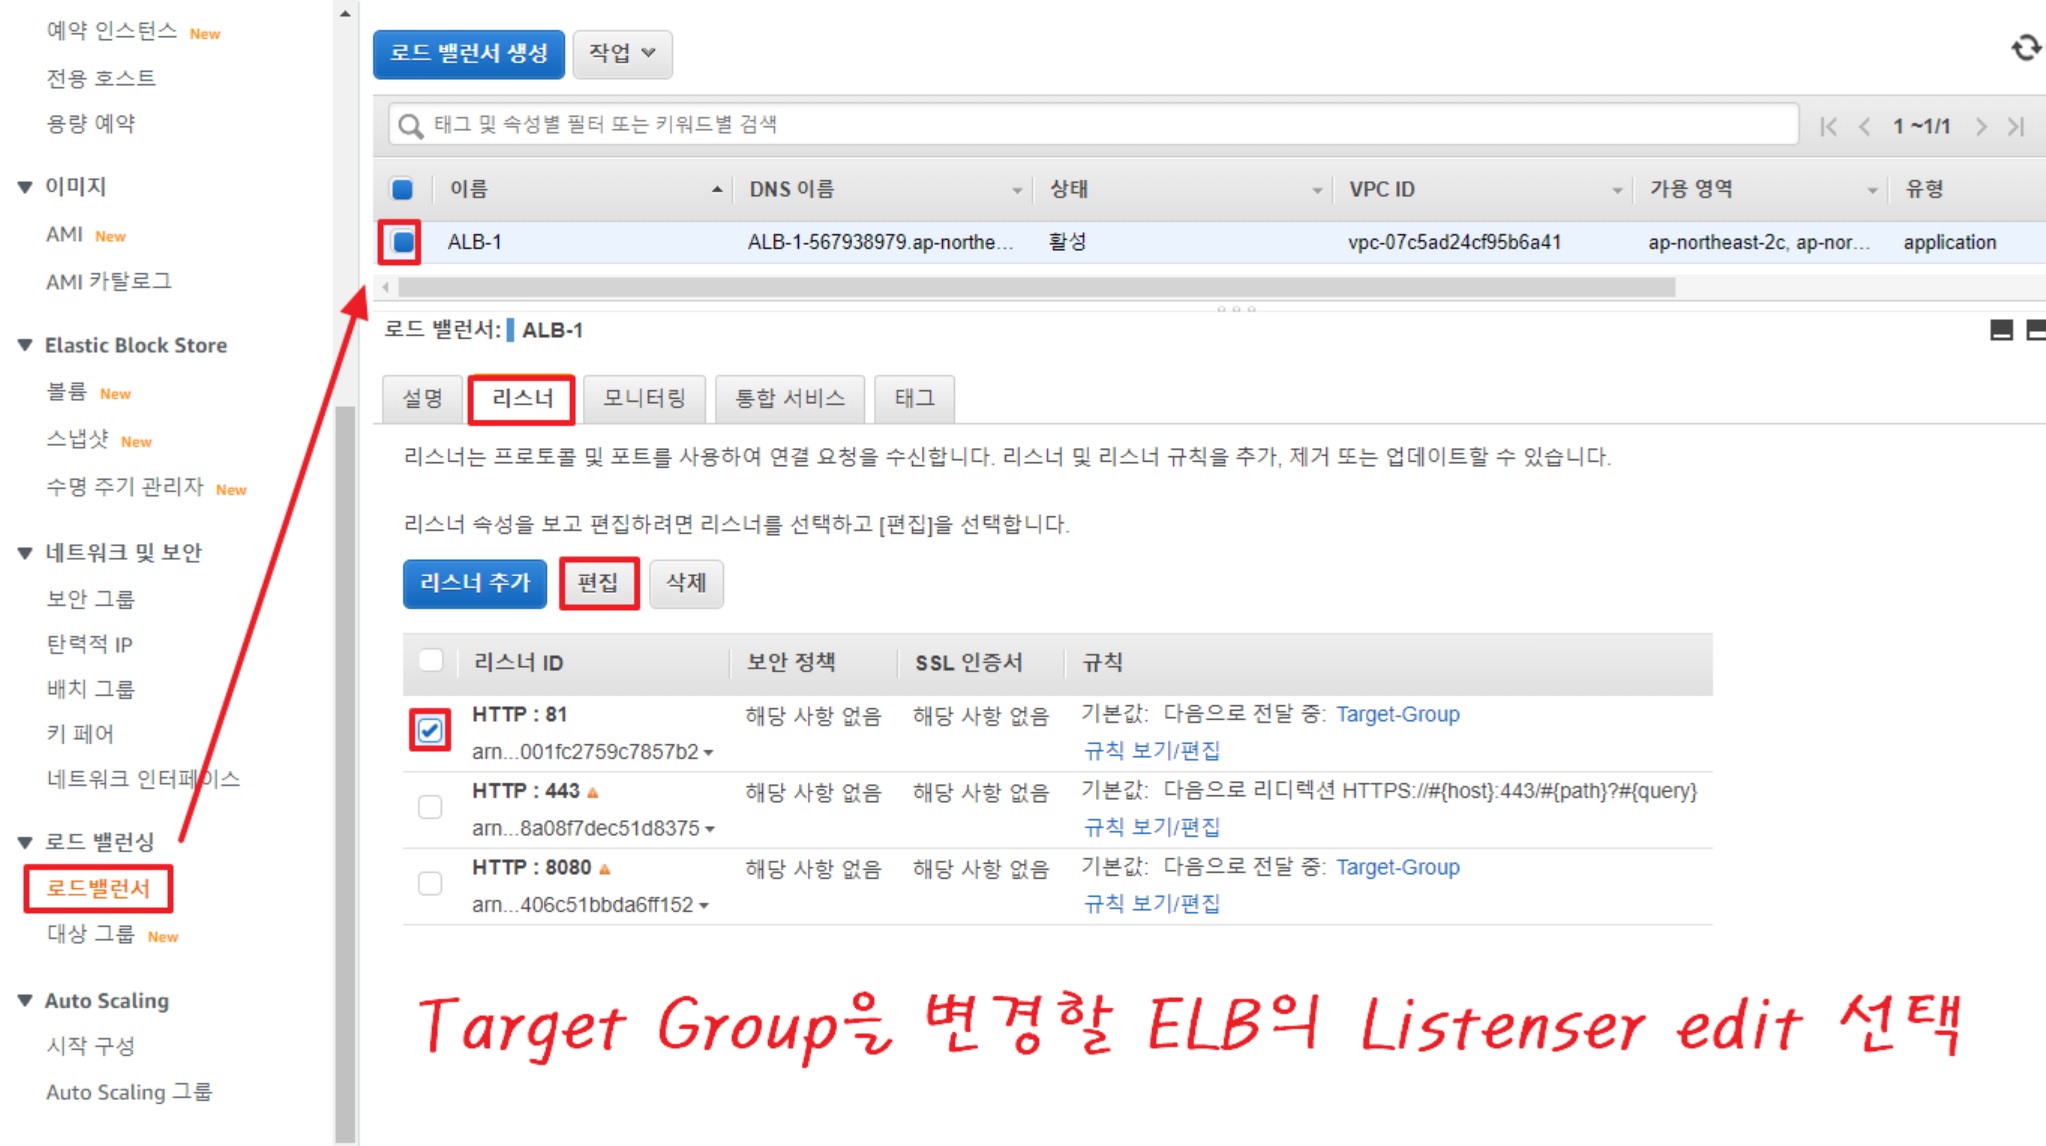 예약 인스턴스 New
전용 호스트
용량 예약
이미지
AMI New
AMI 카탈로그
Elastic Block Store
볼륨 New
스냅샷 New
수명 주기 관리자 New
네트워크 및 보안
보안 그룹
탄력적 IP
배치 그룹
키 페어
네트워크 인터페이스
로드 밸런싱
로드밸런서
대상 그룹 New
Auto Scaling
시작 구성
Auto Scaling 그룹
로드 밸런서 생성 작업
태그 및 속성별 필터 또는 키워드별 검색 1 ~1/1
이름 DNS 이름 상태 VPC ID 가용 영역 유형
ALB-1 ALB-1-567938979.ap-northe... 활성 vpc-07c5ad24cf95b6a41 ap-northeast-2c, ap-nor... application
로드 밸런서: ALB-1
설명 리스너 모니터링 통합 서비스 태그
리스너는 프로토콜 및 포트를 사용하여 연결 요청을 수신합니다. 리스너 및 리스너 규칙을 추가, 제거 또는 업데이트할 수 있습니다.
리스너 속성을 보고 편집하려면 리스너를 선택하고 [편집]을 선택합니다.
리스너 추가 편집 삭제
리스너 ID 보안 정책 SSL 인증서 규칙
HTTP : 81 해당 사항 없음 해당 사항 없음 기본값: 다음으로 전달 중: Target-Group
arn...001fc2759c7857b2 규칙 보기/편집
HTTP : 443 해당 사항 없음 해당 사항 없음 기본값: 다음으로 리디렉션 HTTPS://#{host}:443/#{path}?#{query}
arn...8a08f7dec51d8375 규칙 보기/편집
HTTP : 8080 해당 사항 없음 해당 사항 없음 기본값: 다음으로 전달 중: Target-Group
arn...406c51bbda6ff152 규칙 보기/편집
Target Group을 변경할 ELB의 Listenser edit 선택